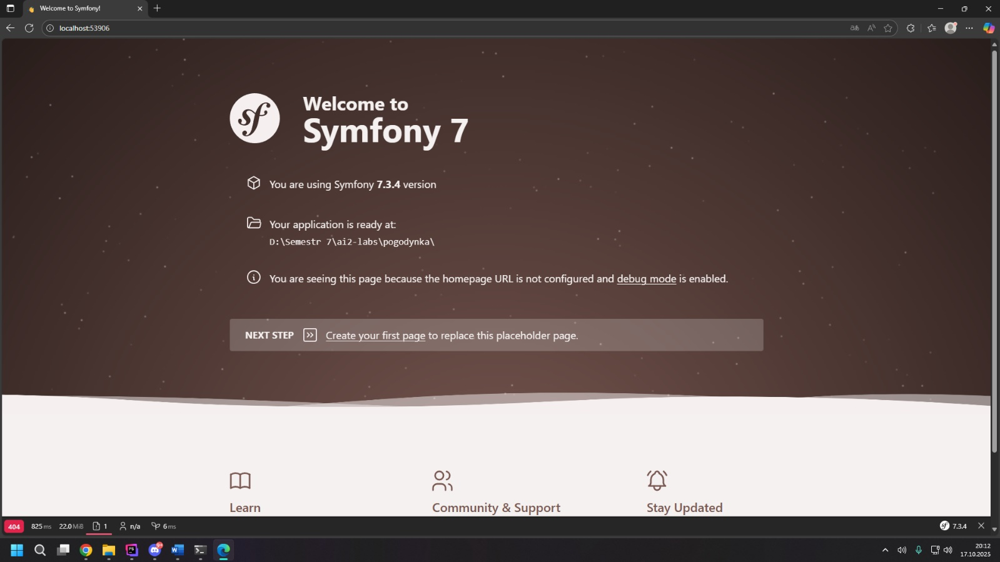 Welcome to Symfony!
localhost:53906
Welcome to
Symfony 7
You are using Symfony 7.3.4 version
Your application is ready at:
D:\Semestr 7\ai2-labs\pogodynka\
You are seeing this page because the homepage URL is not configured and debug mode is enabled.
NEXT STEP Create your first page to replace this placeholder page.
Learn
Community & Support
Stay Updated
404 825 ms 22.0 MiB 1 n/a 6 ms 7.3.4
20:12
17.10.2025